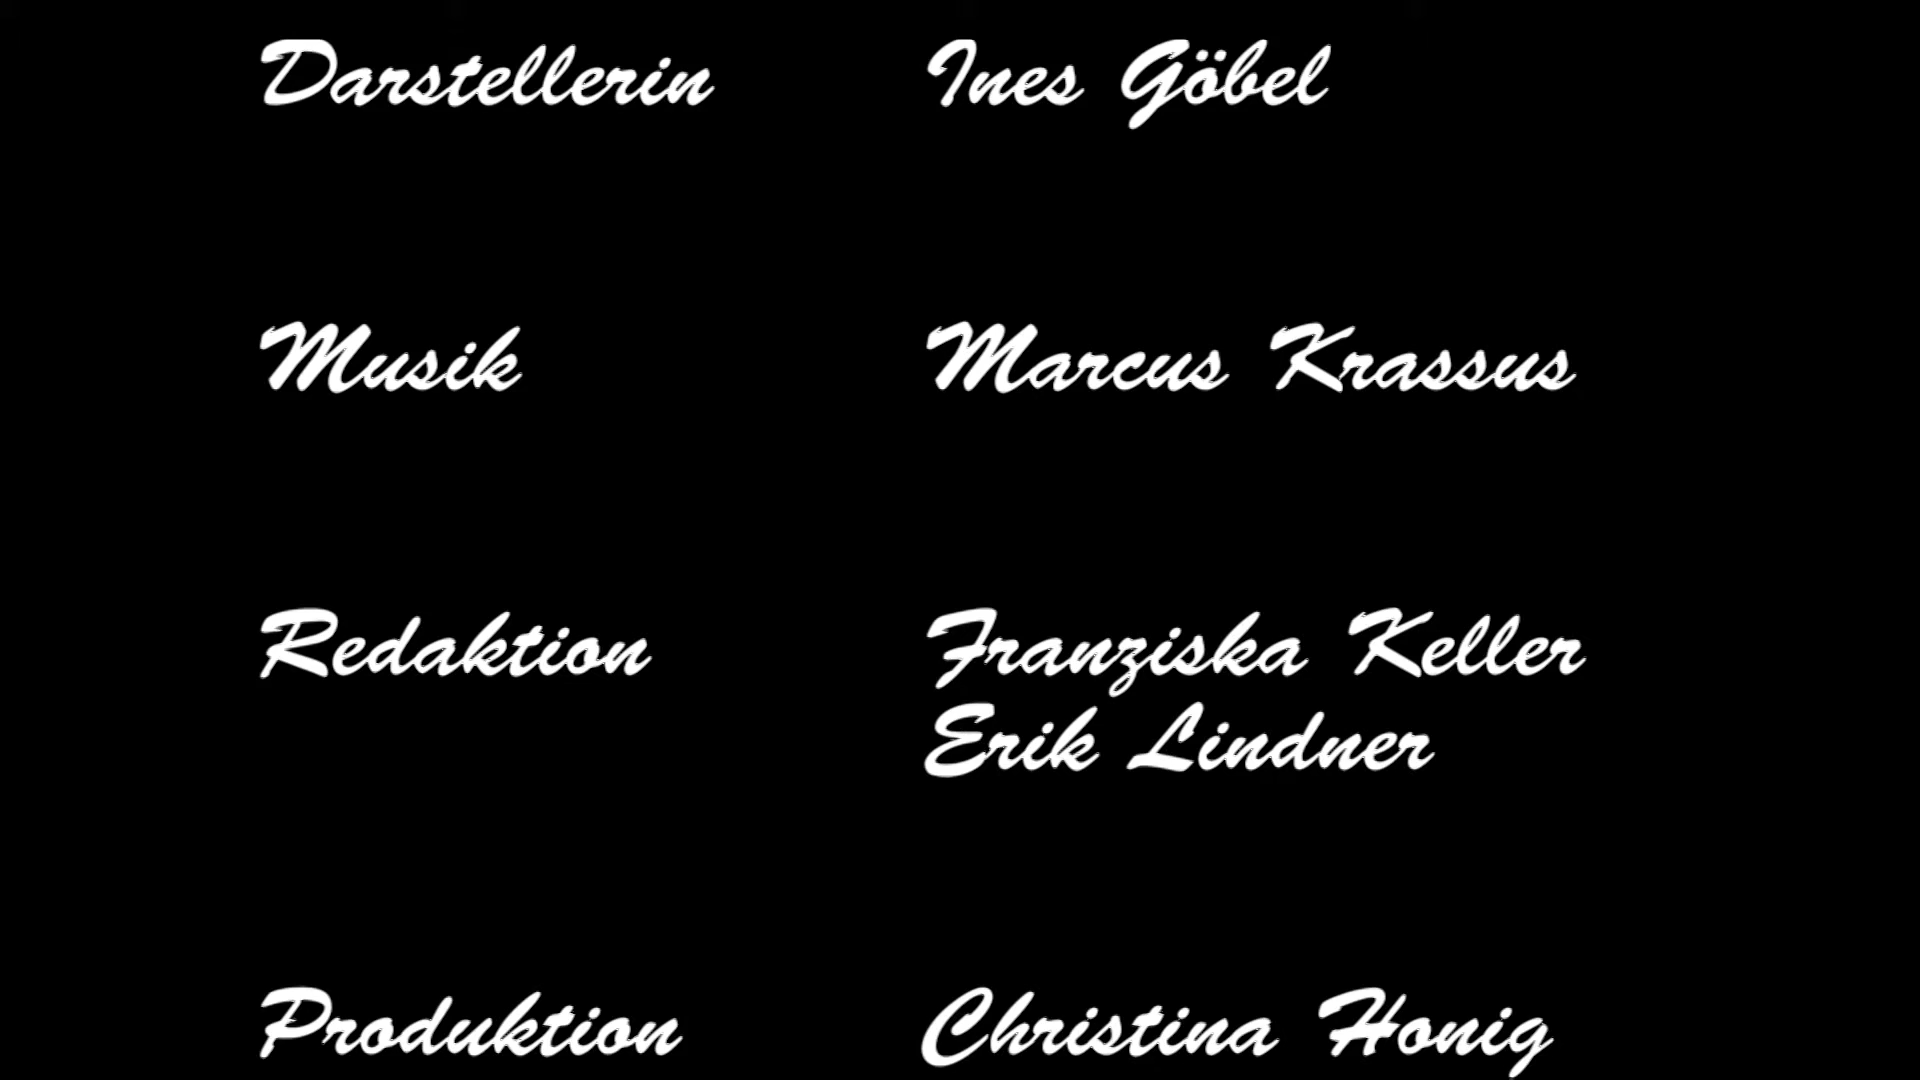 Darstellerin Ines Göbel
Musik Marcus Krassus
Redaktion Franziska Keller
Erik Lindner
Produktion Christina Honig